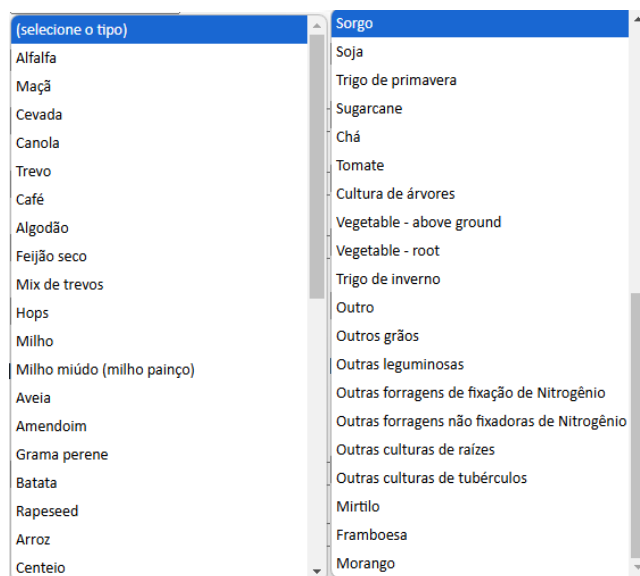 (selecione o tipo)
Alfalfa
Maçã
Cevada
Canola
Trevo
Café
Algodão
Feijão seco
Mix de trevos
Hops
Milho
Milho miúdo (milho painço)
Aveia
Amendoim
Grama perene
Batata
Rapeseed
Arroz
Centeio
Sorgo
Soja
Trigo de primavera
Sugarcane
Chá
Tomate
Cultura de árvores
Vegetable - above ground
Vegetable - root
Trigo de inverno
Outro
Outros grãos
Outras leguminosas
Outras forragens de fixação de Nitrogênio
Outras forragens não fixadoras de Nitrogênio
Outras culturas de raízes
Outras culturas de tubérculos
Mirtilo
Framboesa
Morango